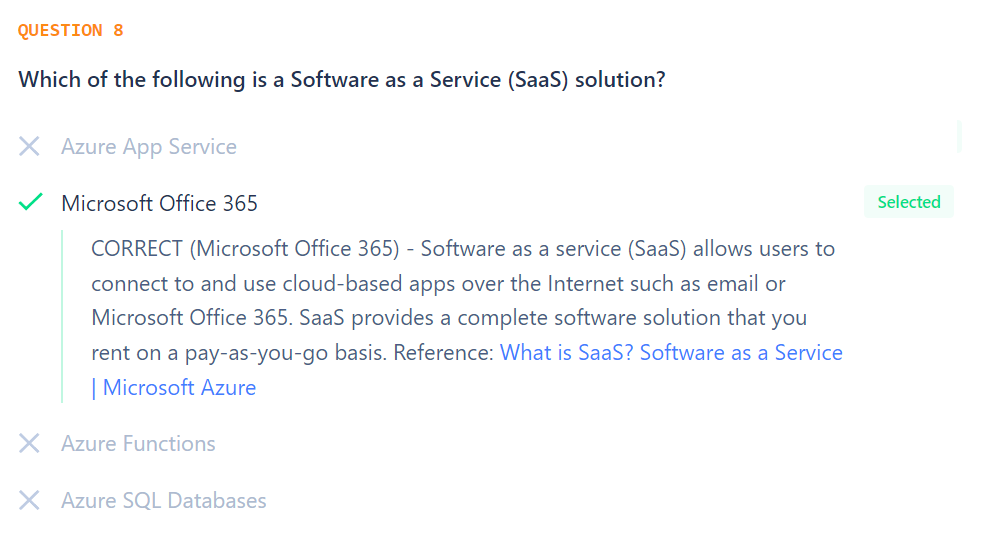 QUESTION 8
Which of the following is a Software as a Service (SaaS) solution?
Azure App Service
Microsoft Office 365
Selected
CORRECT (Microsoft Office 365) - Software as a service (SaaS) allows users to
connect to and use cloud-based apps over the Internet such as email or
Microsoft Office 365. SaaS provides a complete software solution that you
rent on a pay-as-you-go basis. Reference: What is SaaS? Software as a Service
| Microsoft Azure
Azure Functions
Azure SQL Databases